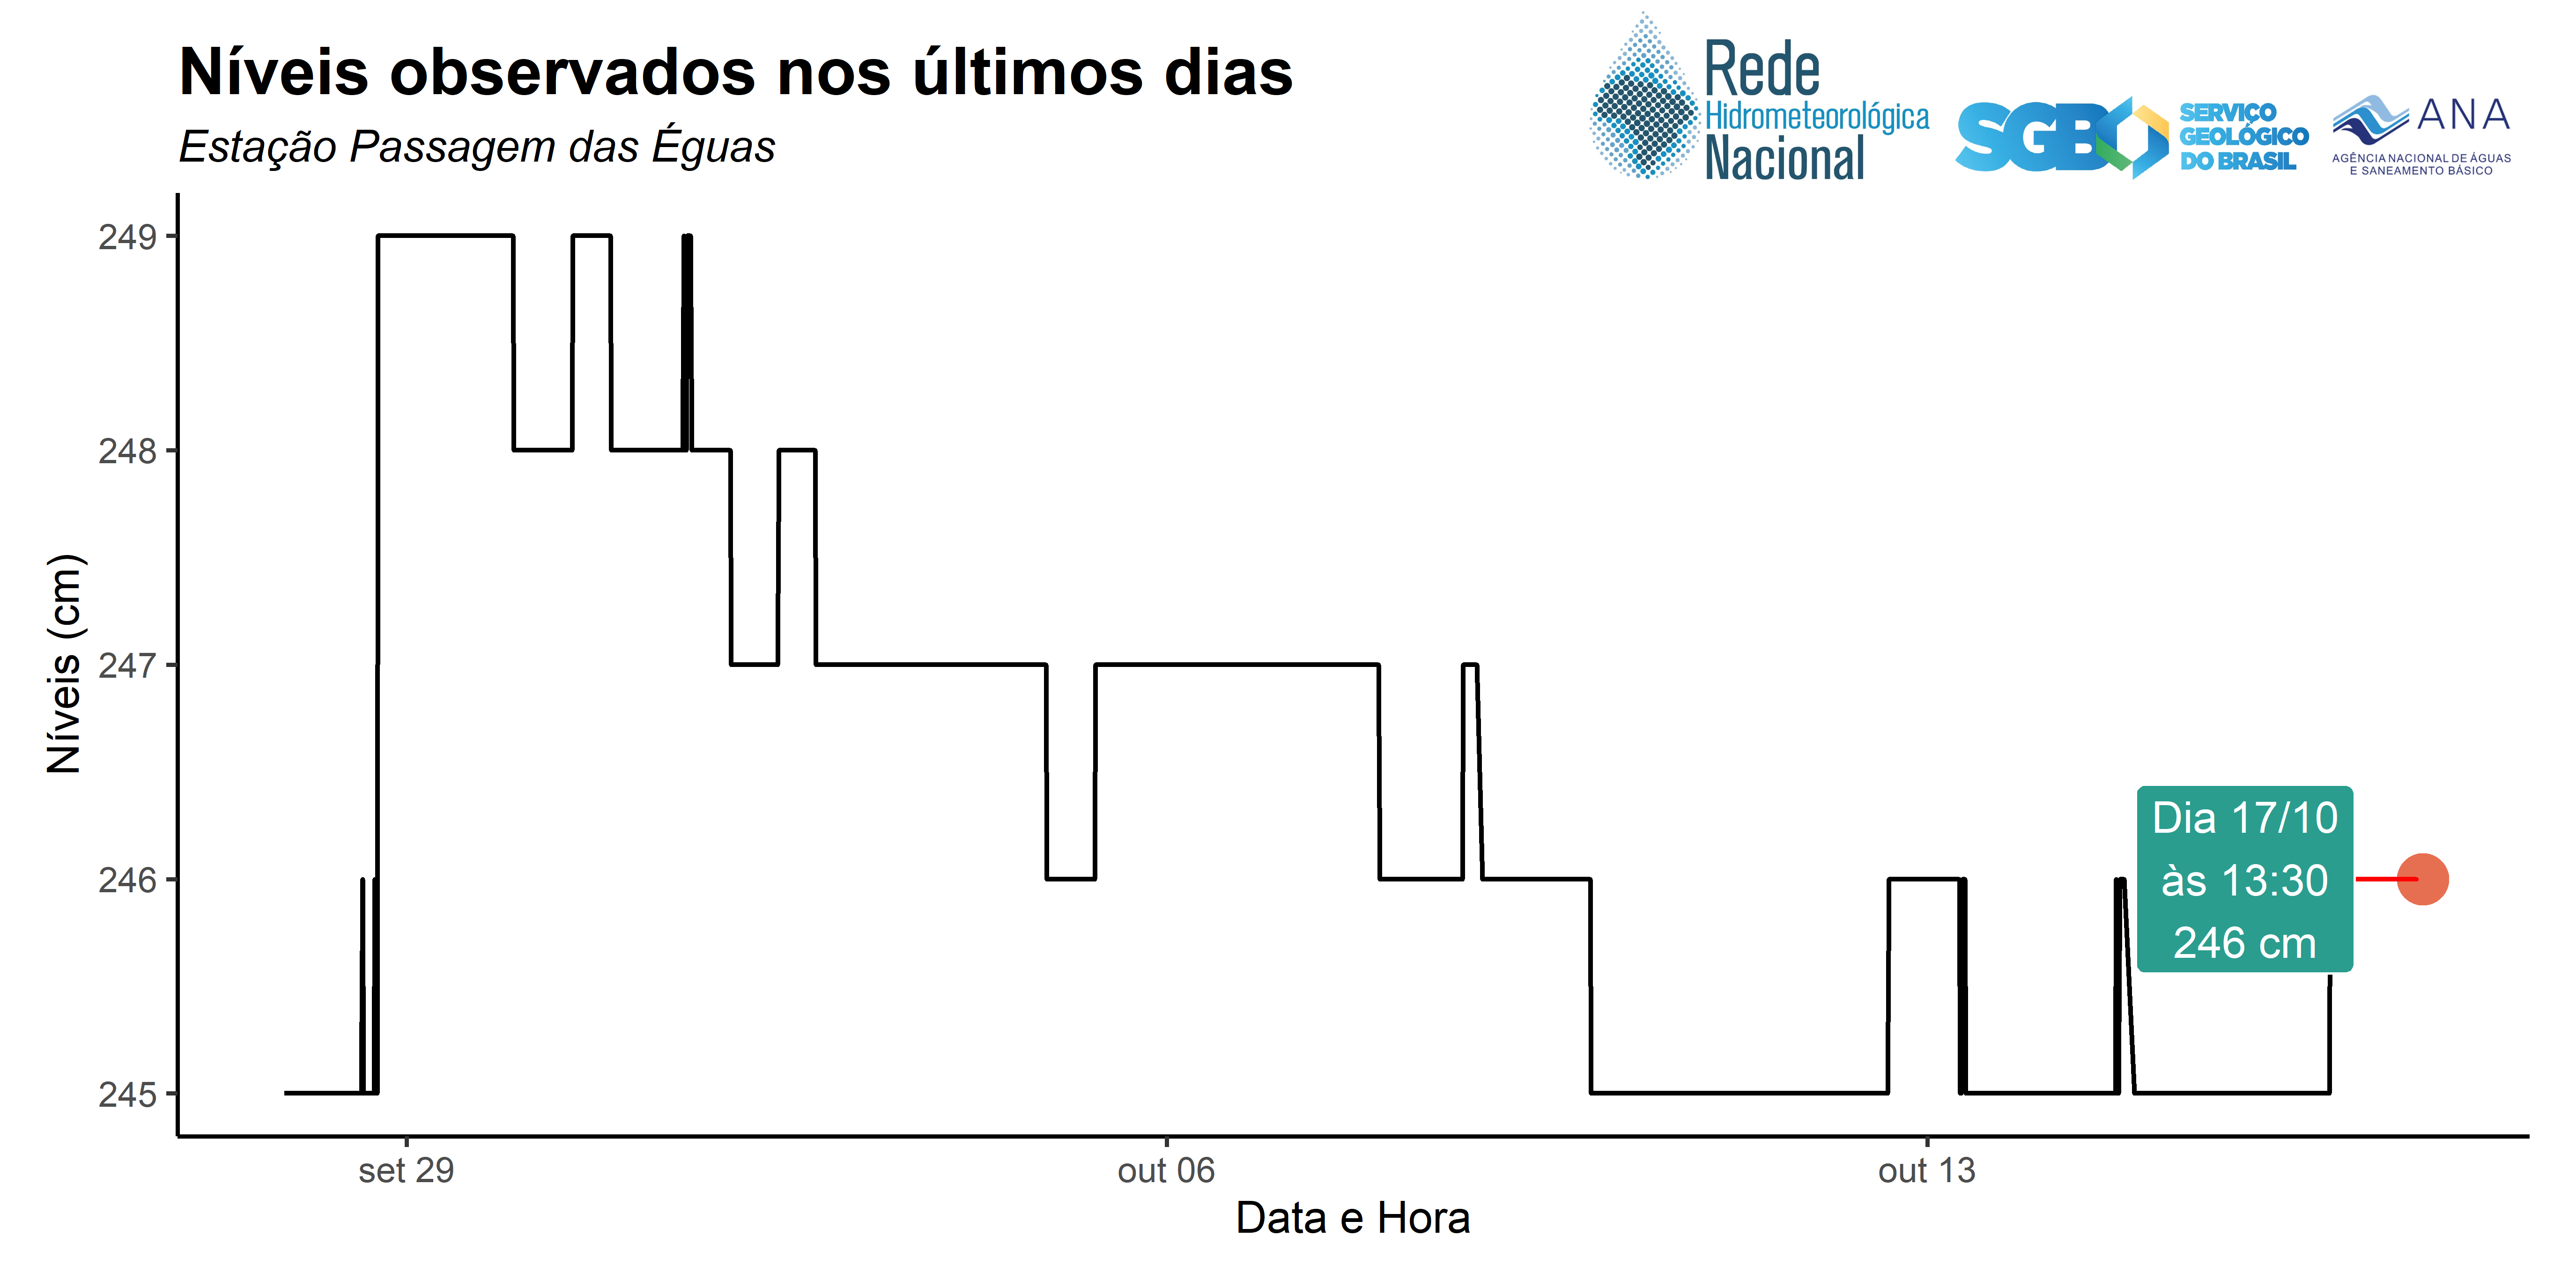 Níveis observados nos últimos dias
Estação Passagem das Éguas
Rede
Hidrometeorológica
Nacional
SGB
SERVIÇO
GEOLÓGICO
DO BRASIL
ANA
AGÊNCIA NACIONAL DE ÁGUAS
E SANEAMENTO BÁSICO
Níveis (cm)
249
248
247
246
245
Dia 17/10
às 13:30
246 cm
set 29
out 06
out 13
Data e Hora